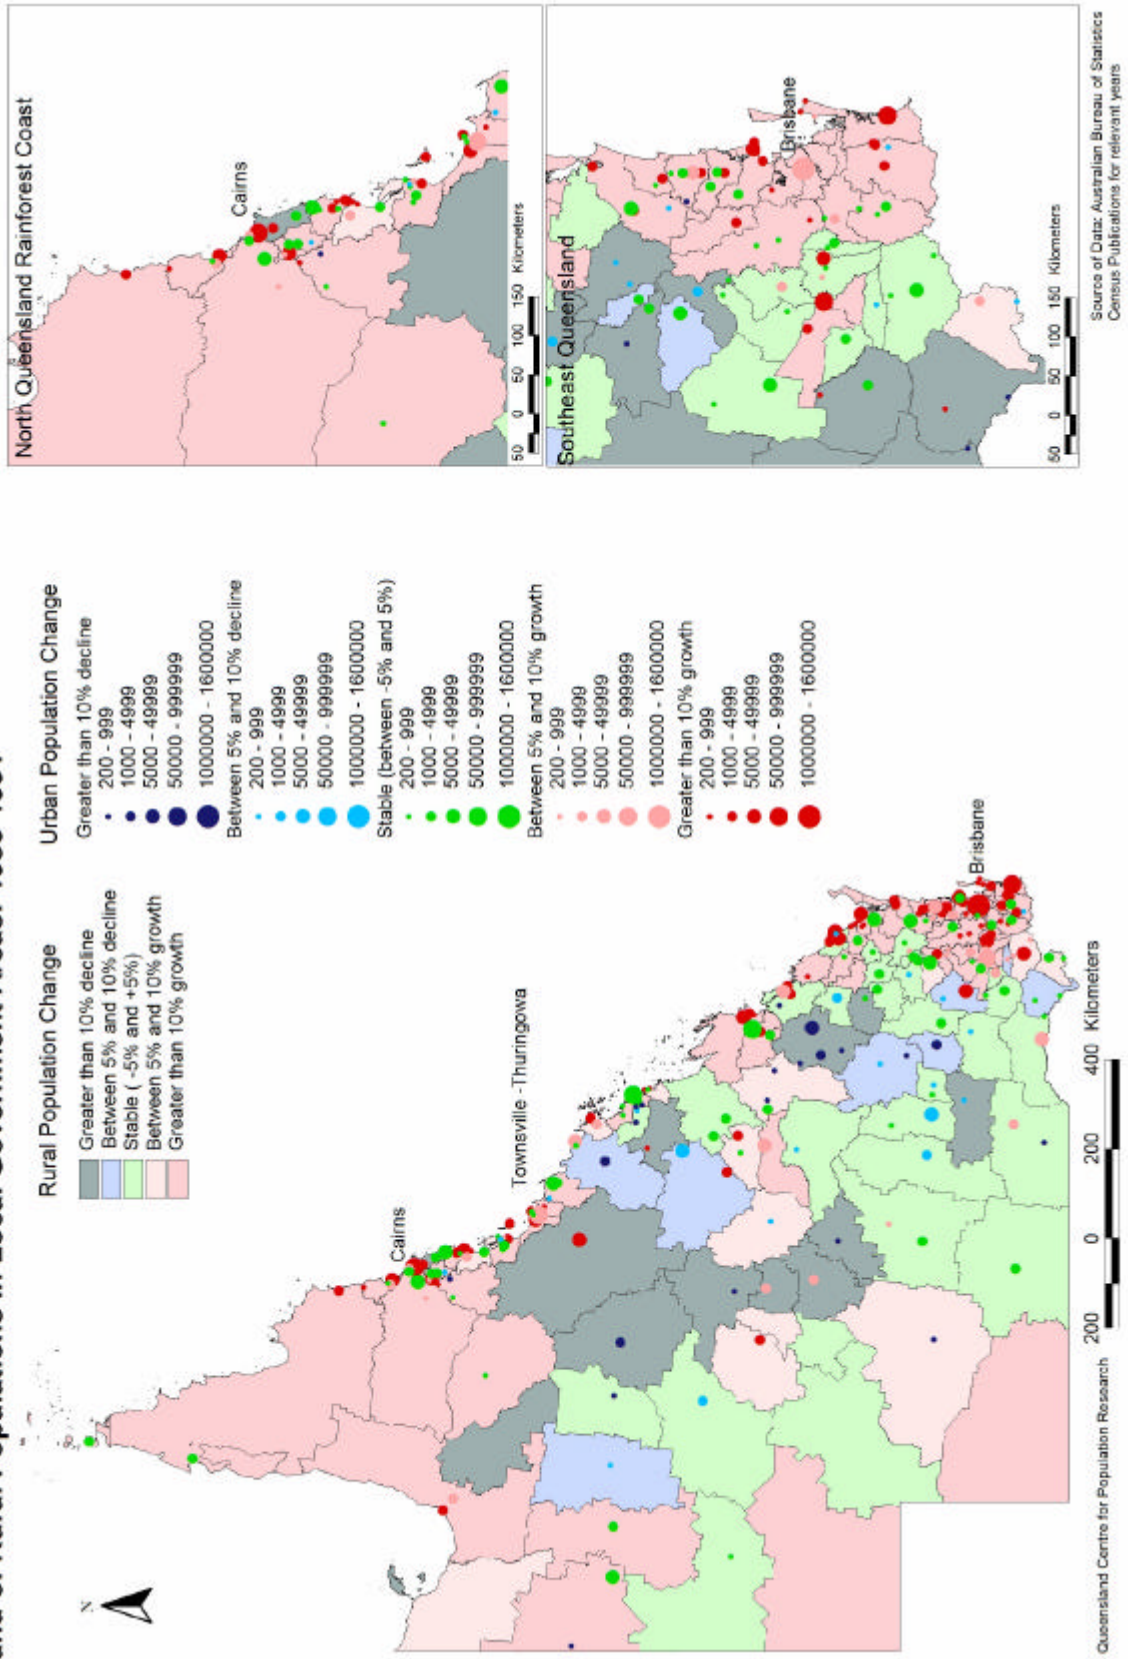 Rural Population Change
Greater than 10% decline
Between 5% and 10% decline
Stable ( -5% and +5%)
Between 5% and 10% growth
Greater than 10% growth
Urban Population Change
Greater than 10% decline
200 - 999
1000 - 4999
5000 - 49999
50000 - 999999
1000000 - 1600000
Between 5% and 10% decline
200 - 999
1000 - 4999
5000 - 49999
50000 - 999999
1000000 - 1600000
Stable (between -5% and 5%)
200 - 999
1000 - 4999
5000 - 49999
50000 - 999999
1000000 - 1600000
Between 5% and 10% growth
200 - 999
1000 - 4999
5000 - 49999
50000 - 999999
1000000 - 1600000
Greater than 10% growth
200 - 999
1000 - 4999
5000 - 49999
50000 - 999999
1000000 - 1600000
N
Cairns
Townsville -Thuringowa
Brisbane
200 0 200 400 Kilometers
Queensland Centre for Population Research
North Queensland Rainforest Coast
Cairns
50 0 50 100 150 Kilometers
Southeast Queensland
Brisbane
50 0 50 100 150 Kilometers
Source of Data: Australian Bureau of Statistics
Census Publications for relevant years